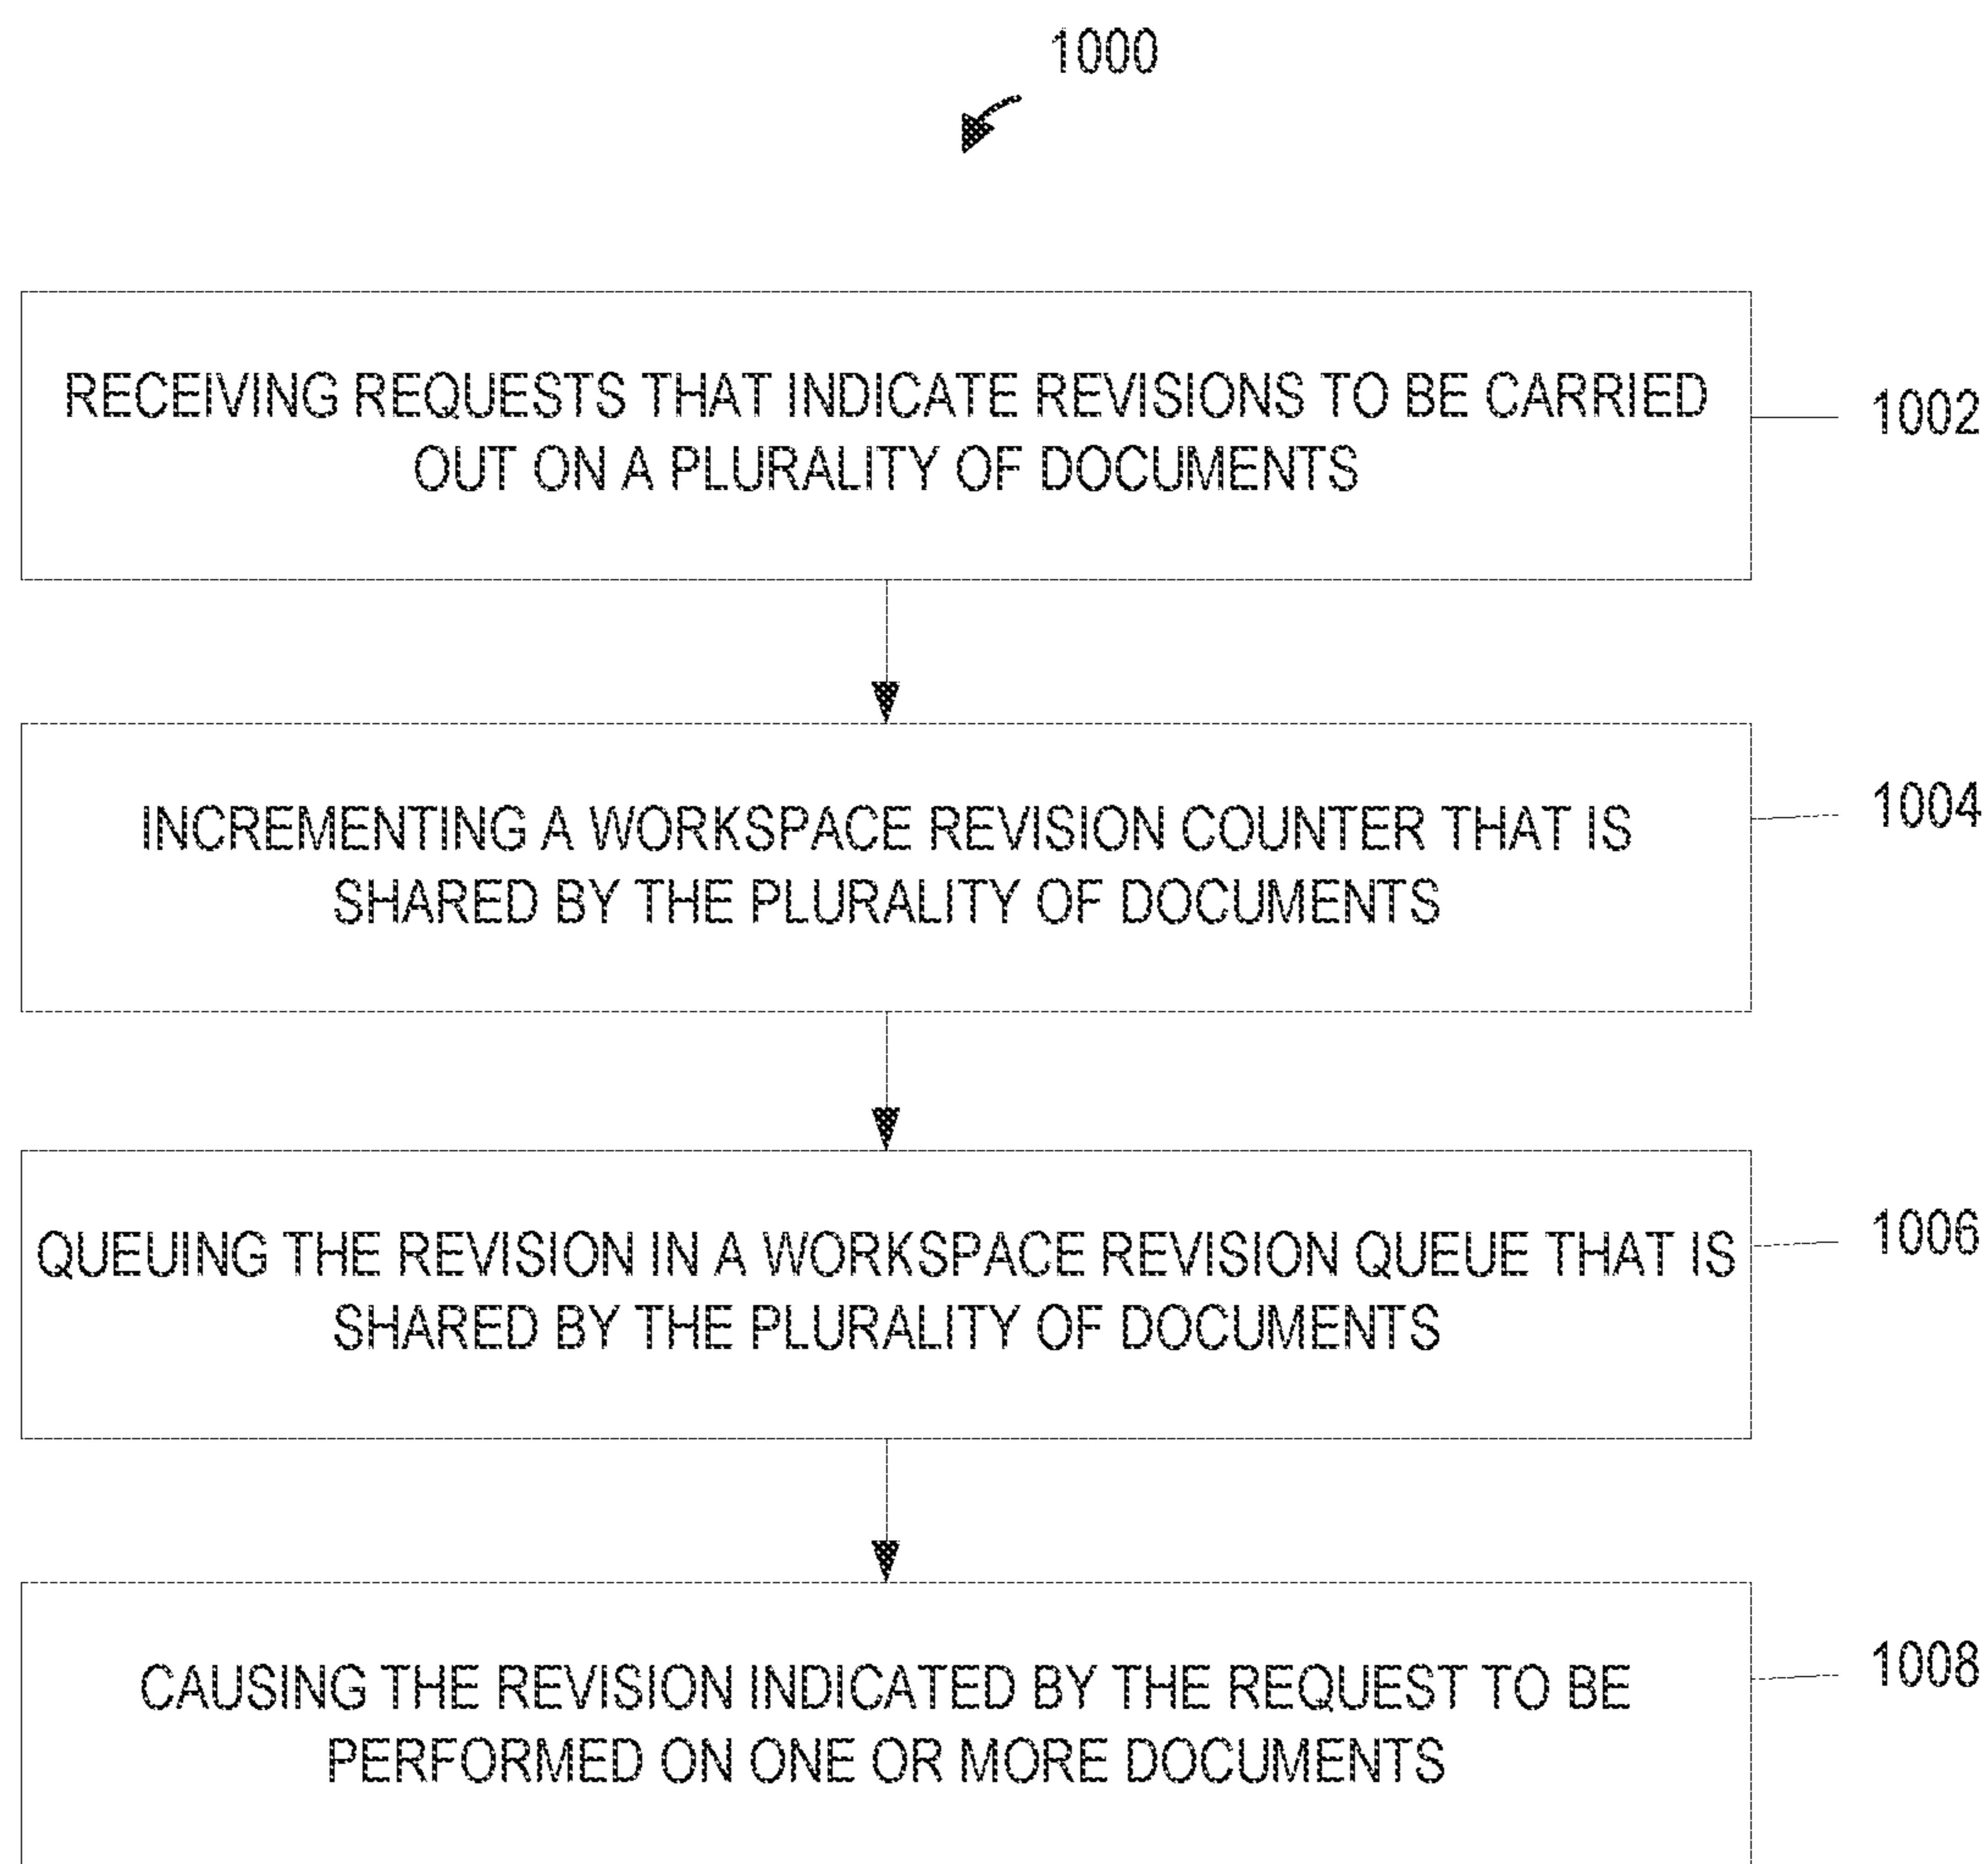 1000
RECEIVING REQUESTS THAT INDICATE REVISIONS TO BE CARRIED
OUT ON A PLURALITY OF DOCUMENTS
1002
INCREMENTING A WORKSPACE REVISION COUNTER THAT IS
SHARED BY THE PLURALITY OF DOCUMENTS
1004
QUEUING THE REVISION IN A WORKSPACE REVISION QUEUE THAT IS
SHARED BY THE PLURALITY OF DOCUMENTS
1006
CAUSING THE REVISION INDICATED BY THE REQUEST TO BE
PERFORMED ON ONE OR MORE DOCUMENTS
1008